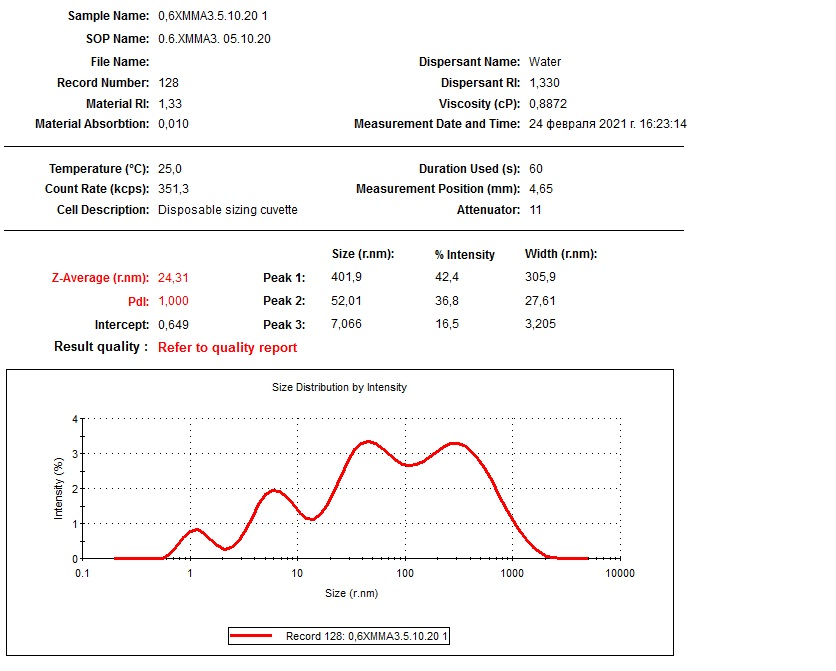 Sample Name: 0,6XMMA3.5.10.20 1
SOP Name: 0.6.XMMA3. 05.10.20
File Name: Dispersant Name: Water
Record Number: 128 Dispersant RI: 1,330
Material RI: 1,33 Viscosity (cP): 0,8872
Material Absorbtion: 0,010 Measurement Date and Time: 24 февраля 2021 г. 16:23:14
Temperature (°C): 25,0 Duration Used (s): 60
Count Rate (kcps): 351,3 Measurement Position (mm): 4,65
Cell Description: Disposable sizing cuvette Attenuator: 11
Size (r.nm): % Intensity Width (r.nm):
Z-Average (r.nm): 24,31 Peak 1: 401,9 42,4 305,9
PdI: 1,000 Peak 2: 52,01 36,8 27,61
Intercept: 0,649 Peak 3: 7,066 16,5 3,205
Result quality : Refer to quality report
Size Distribution by Intensity
4
3
2
1
0
Intensity (%)
0.1 1 10 100 1000 10000
Size (r.nm)
Record 128: 0,6XMMA3.5.10.20 1